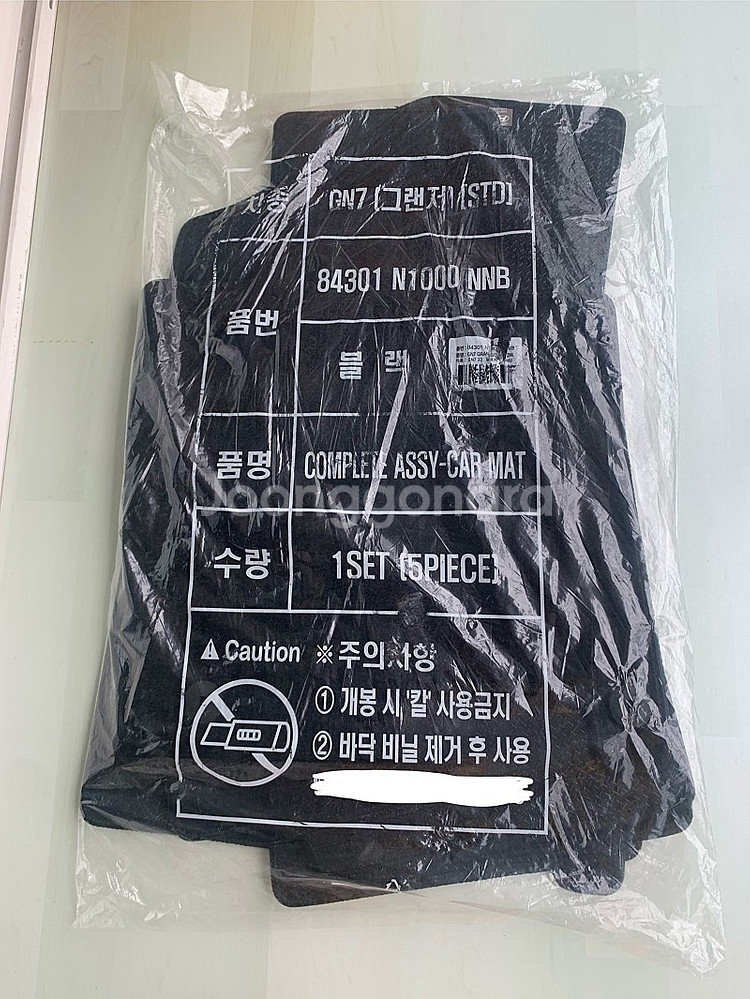 차종 GN7 (그랜저) (STD)
품번 84301 N1000 NNB
블랙
품명 COMPLETE ASSY-CAR MAT
수량 1SET (5PIECE)
Caution ※ 주의사항
① 개봉 시 '칼' 사용금지
② 바닥 비닐 제거 후 사용
Joonggonara